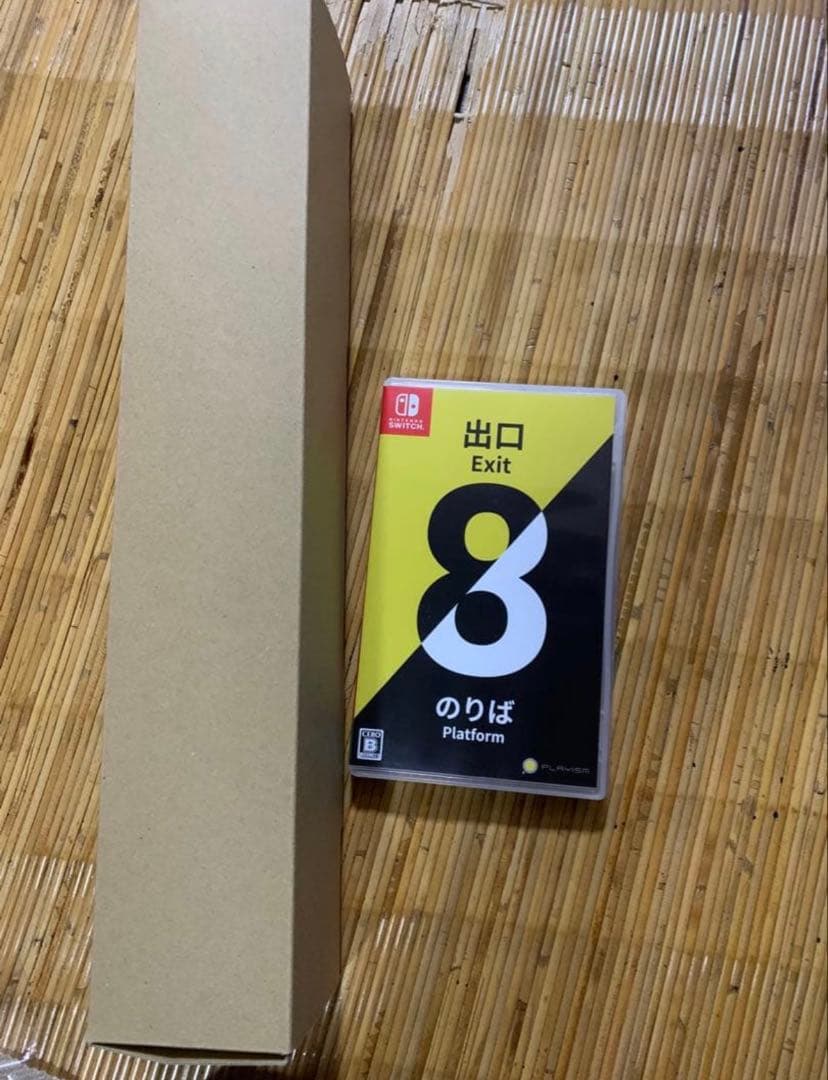 NINTENDO
SWITCH
出口
Exit
8
のりば
Platform
CERO
B
PLAYISM